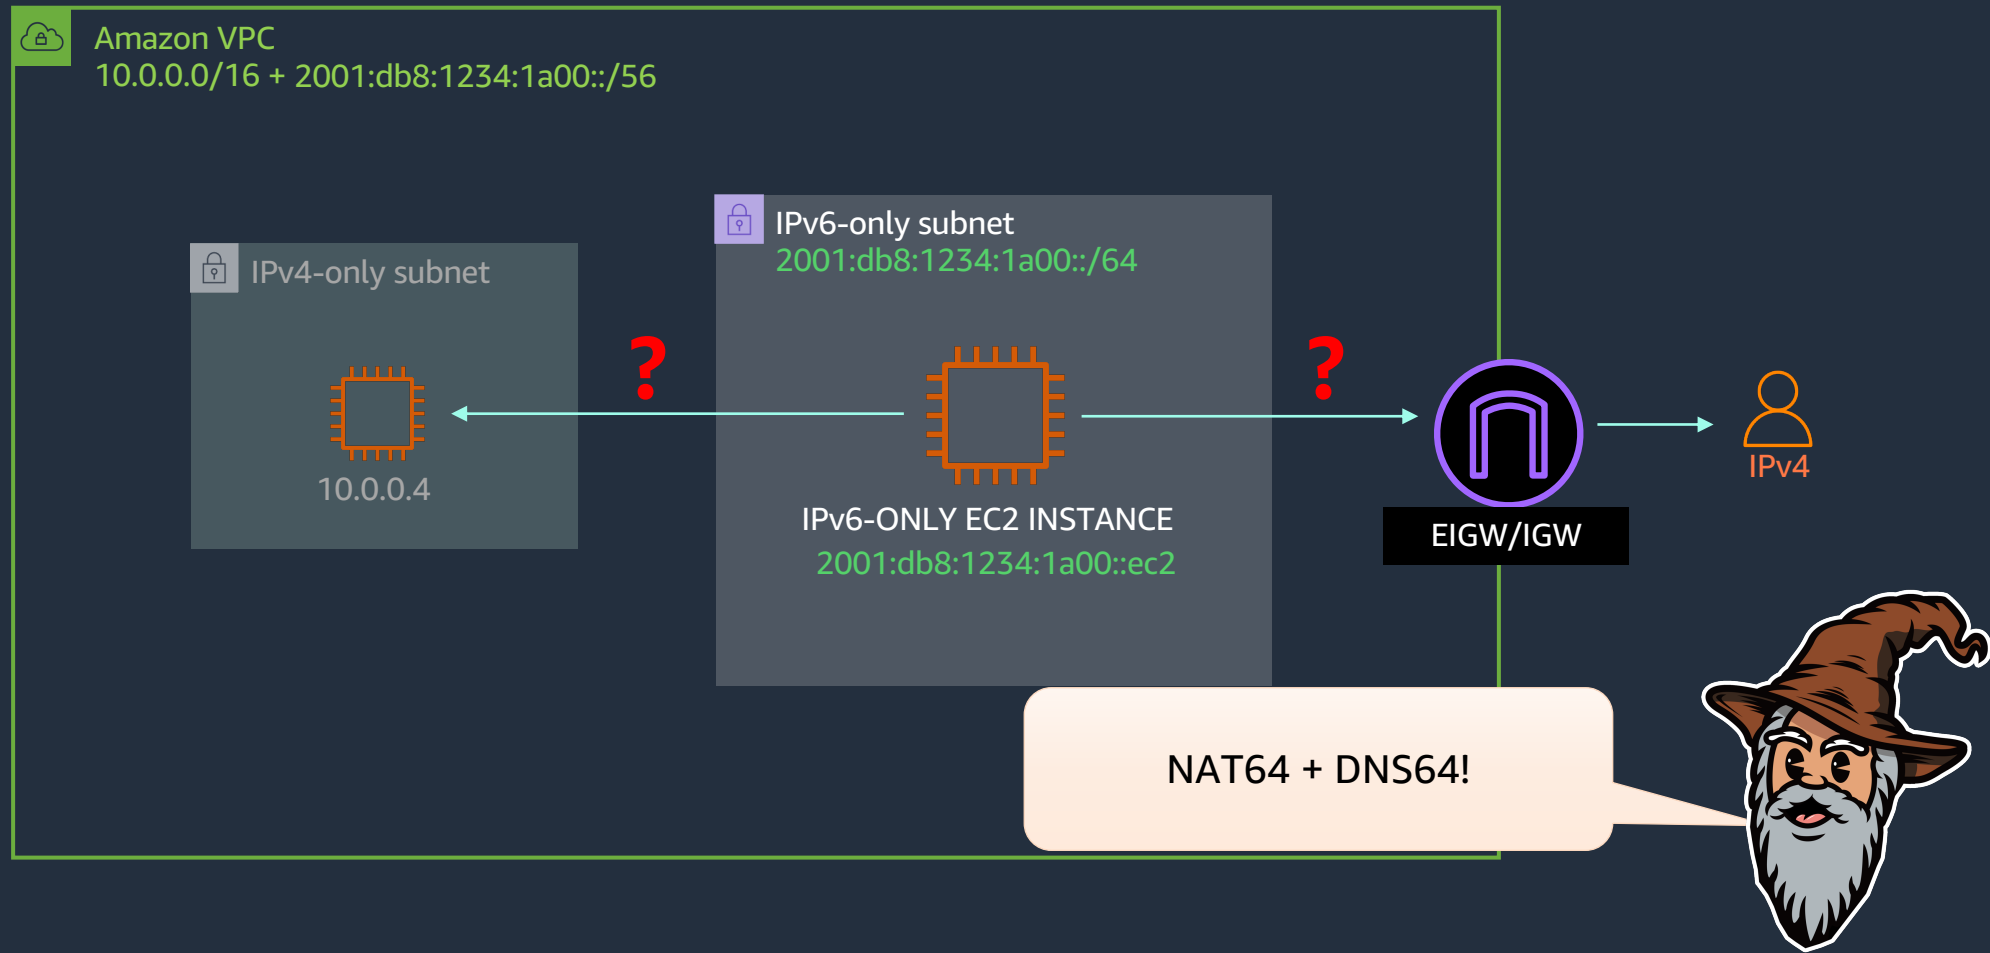 Amazon VPC
10.0.0.0/16 + 2001:db8:1234:1a00::/56
IPv4-only subnet
10.0.0.4
?
IPv6-only subnet
2001:db8:1234:1a00::/64
IPv6-ONLY EC2 INSTANCE
2001:db8:1234:1a00::ec2
?
EIGW/IGW
IPv4
NAT64 + DNS64!